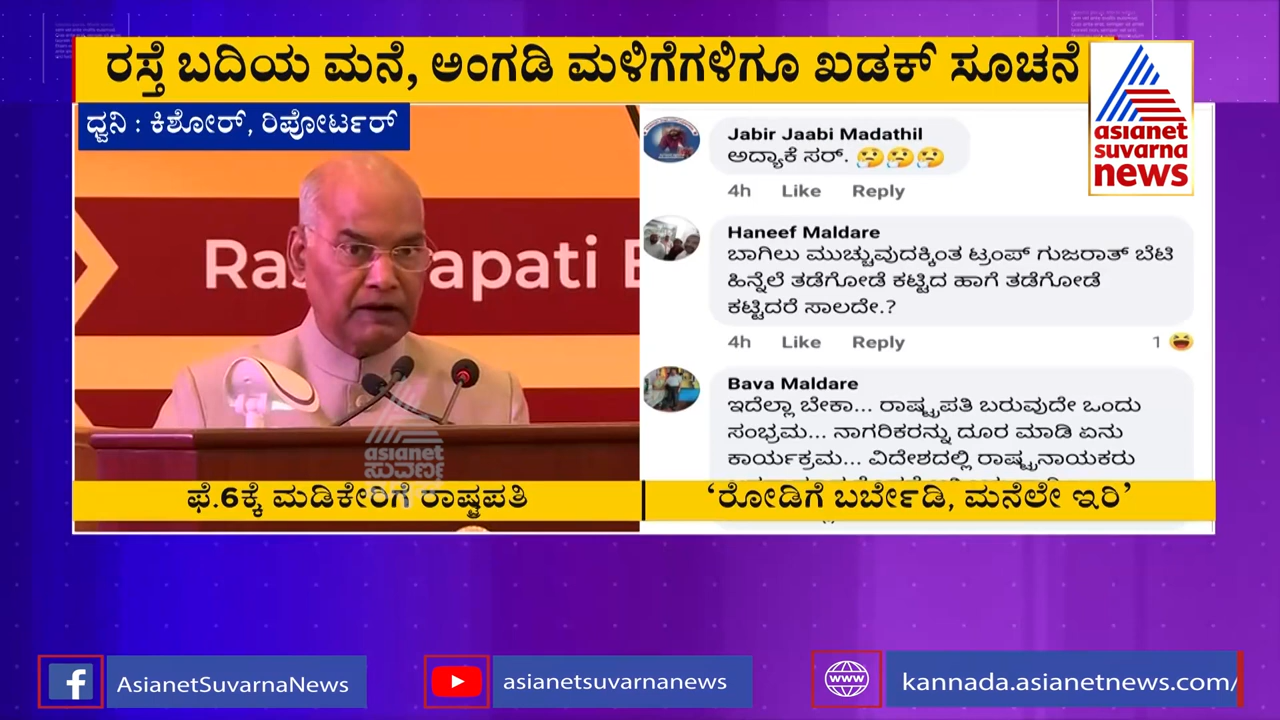 ರಸ್ತೆ ಬದಿಯ ಮನೆ, ಅಂಗಡಿ ಮಳಿಗೆಗಳಿಗೂ ಖಡಕ್ ಸೂಚನೆ
asianet
suvarna
news
ಧ್ವನಿ : ಕಿಶೋರ್, ರಿಪೋರ್ಟರ್
Jabir Jaabi Madathil
ಅದ್ಯಾಕೆ ಸರ್. 🤔🤔🤔
4h Like Reply
Haneef Maldare
ಬಾಗಿಲು ಮುಚ್ಚುವುದಕ್ಕಿಂತ ಟ್ರಂಪ್ ಗುಜರಾತ್ ಬೆಟಿ
ಹಿನ್ನೆಲೆ ತಡೆಗೋಡೆ ಕಟ್ಟಿದ ಹಾಗೆ ತಡೆಗೋಡೆ
ಕಟ್ಟಿದರೆ ಸಾಲದೇ.?
4h Like Reply 1 😆
Bava Maldare
ಇದೆಲ್ಲಾ ಬೇಕಾ... ರಾಷ್ಟ್ರಪತಿ ಬರುವುದೇ ಒಂದು
ಸಂಭ್ರಮ... ನಾಗರಿಕರನ್ನು ದೂರ ಮಾಡಿ ಏನು
ಕಾರ್ಯಕ್ರಮ... ವಿದೇಶದಲ್ಲಿ ರಾಷ್ಟ್ರನಾಯಕರು
asianet
ಸುವರ್ಣ
ಫೆ.6ಕ್ಕೆ ಮಡಿಕೇರಿಗೆ ರಾಷ್ಟ್ರಪತಿ
‘ರೋಡಿಗೆ ಬರ್ಬೇಡಿ, ಮನೆಲೇ ಇರಿ’
AsianetSuvarnaNews
asianetsuvarnanews
www
kannada.asianetnews.com/